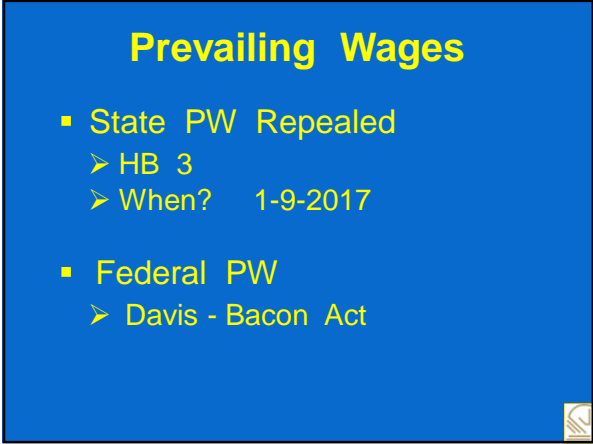 Prevailing Wages
▪ State PW Repealed
➢ HB 3
➢ When? 1-9-2017
▪ Federal PW
➢ Davis - Bacon Act